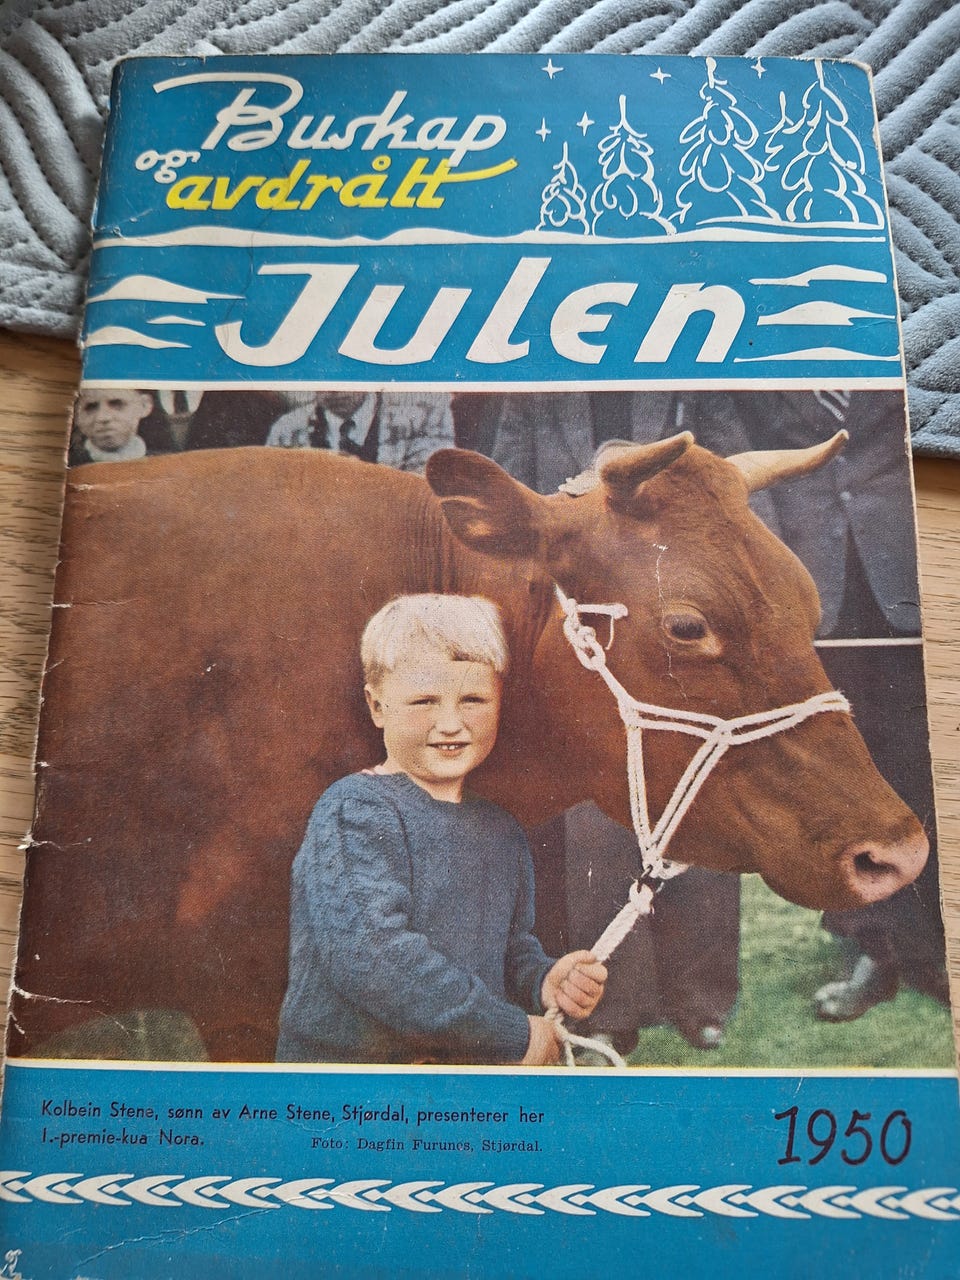 Buskap
og avdrått
Julen
Kolbein Stene, sønn av Arne Stene, Stjørdal, presenterer her
1.-premie-kua Nora.
Foto: Dagfin Furunes, Stjørdal.
1950